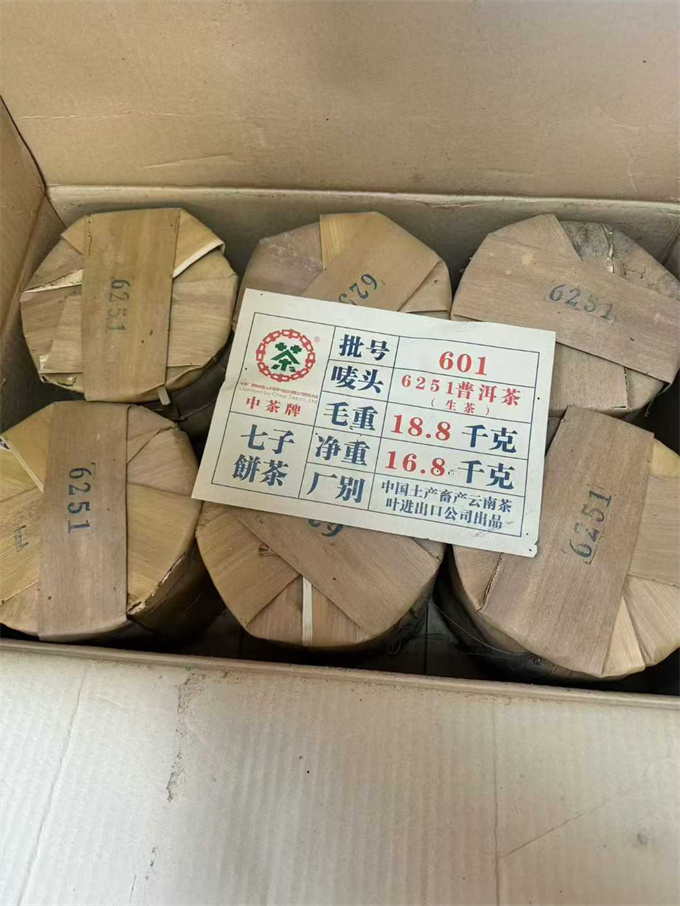 6251
6251
茶
中茶牌
七子
餅茶
批号
601
唛头
6251普洱茶
（生茶）
毛重
18.8 千克
净重
16.8 千克
厂别
中国土产畜产云南茶
叶进出口公司出品
6251
6251
6251